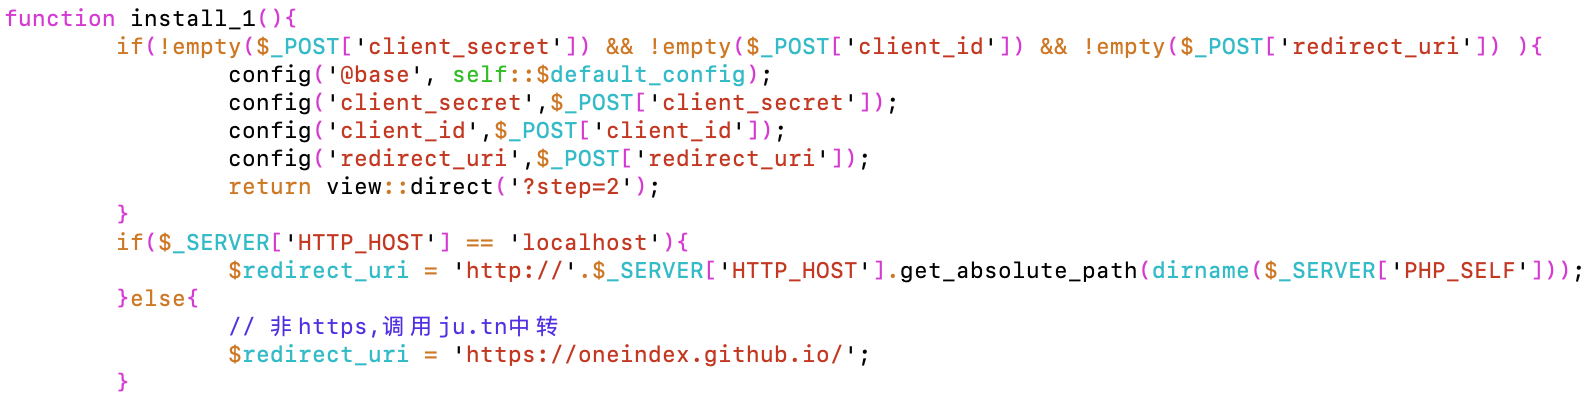 function install_1(){
if(!empty($_POST['client_secret']) && !empty($_POST['client_id']) && !empty($_POST['redirect_uri']) ){
config('@base', self::$default_config);
config('client_secret',$_POST['client_secret']);
config('client_id',$_POST['client_id']);
config('redirect_uri',$_POST['redirect_uri']);
return view::direct('?step=2');
}
if($_SERVER['HTTP_HOST'] == 'localhost'){
$redirect_uri = 'http://'.$_SERVER['HTTP_HOST'].get_absolute_path(dirname($_SERVER['PHP_SELF']));
}else{
// 非https,调用ju.tn中转
$redirect_uri = 'https://oneindex.github.io/';
}